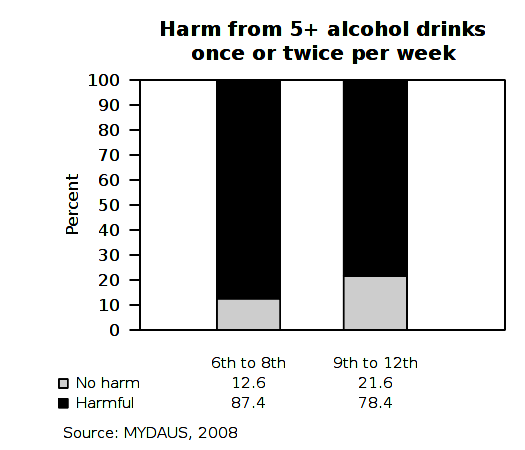 Harm from 5+ alcohol drinks
once or twice per week
Percent
100
90
80
70
60
50
40
30
20
10
0
6th to 8th 9th to 12th
No harm 12.6 21.6
Harmful 87.4 78.4
Source: MYDAUS, 2008